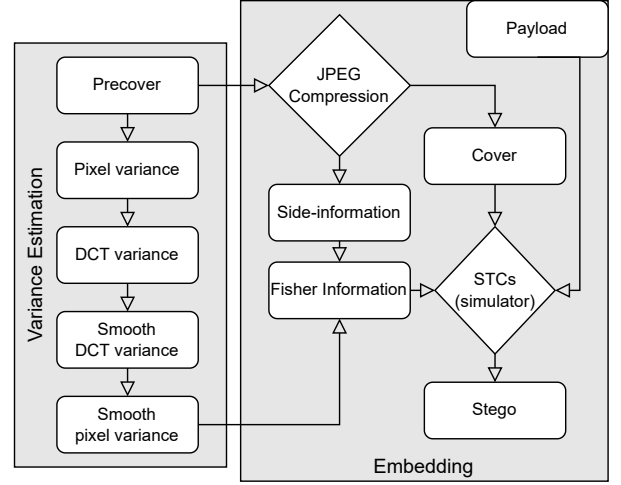 Payload
JPEG
Compression
Precover
Cover
Pixel variance
Side-information
DCT variance
Variance Estimation
Fisher Information
STCs
(simulator)
Smooth
DCT variance
Smooth
pixel variance
Stego
Embedding